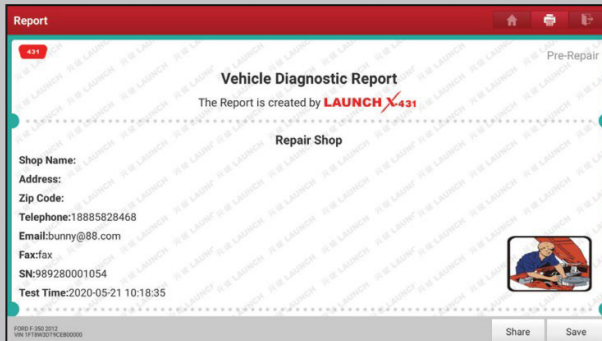 Report
431
Pre-Repair
Vehicle Diagnostic Report
The Report is created by LAUNCH X-431
Repair Shop
Shop Name:
Address:
Zip Code:
Telephone:18885828468
Email:bunny@88.com
Fax:fax
SN:989280001054
Test Time:2020-05-21 10:18:35
FORD F-350 2012
Share
Save